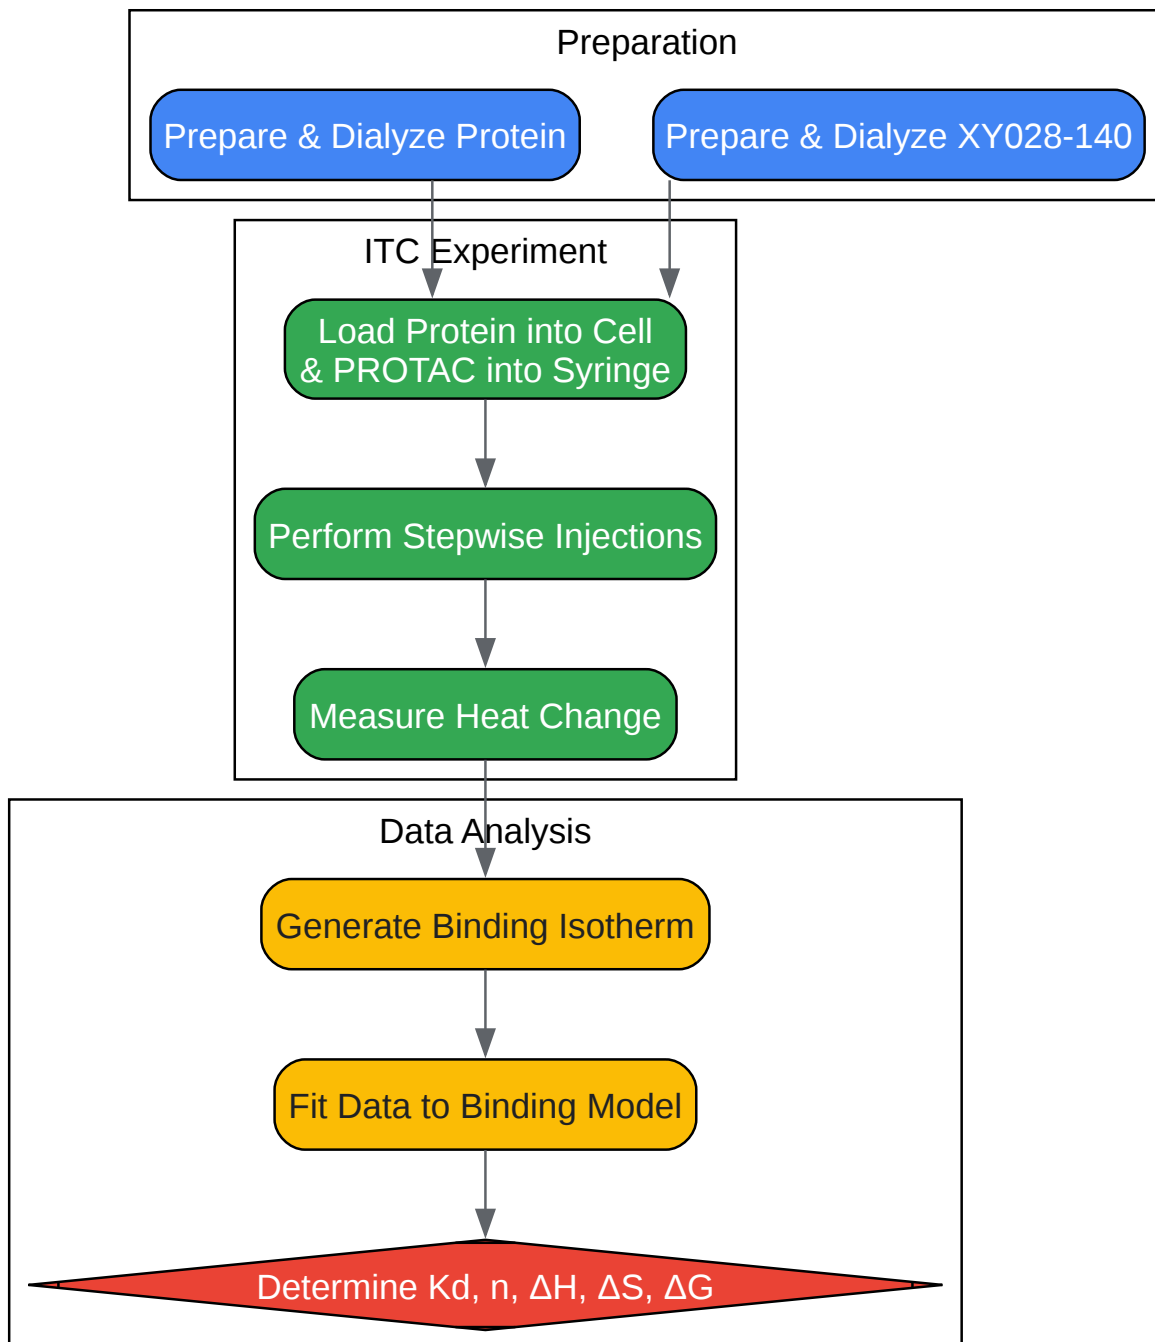 Preparation
Prepare & Dialyze Protein
Prepare & Dialyze XY028-140
ITC Experiment
Load Protein into Cell
& PROTAC into Syringe
Perform Stepwise Injections
Measure Heat Change
Data Analysis
Generate Binding Isotherm
Fit Data to Binding Model
Determine Kd, n, ΔH, ΔS, ΔG